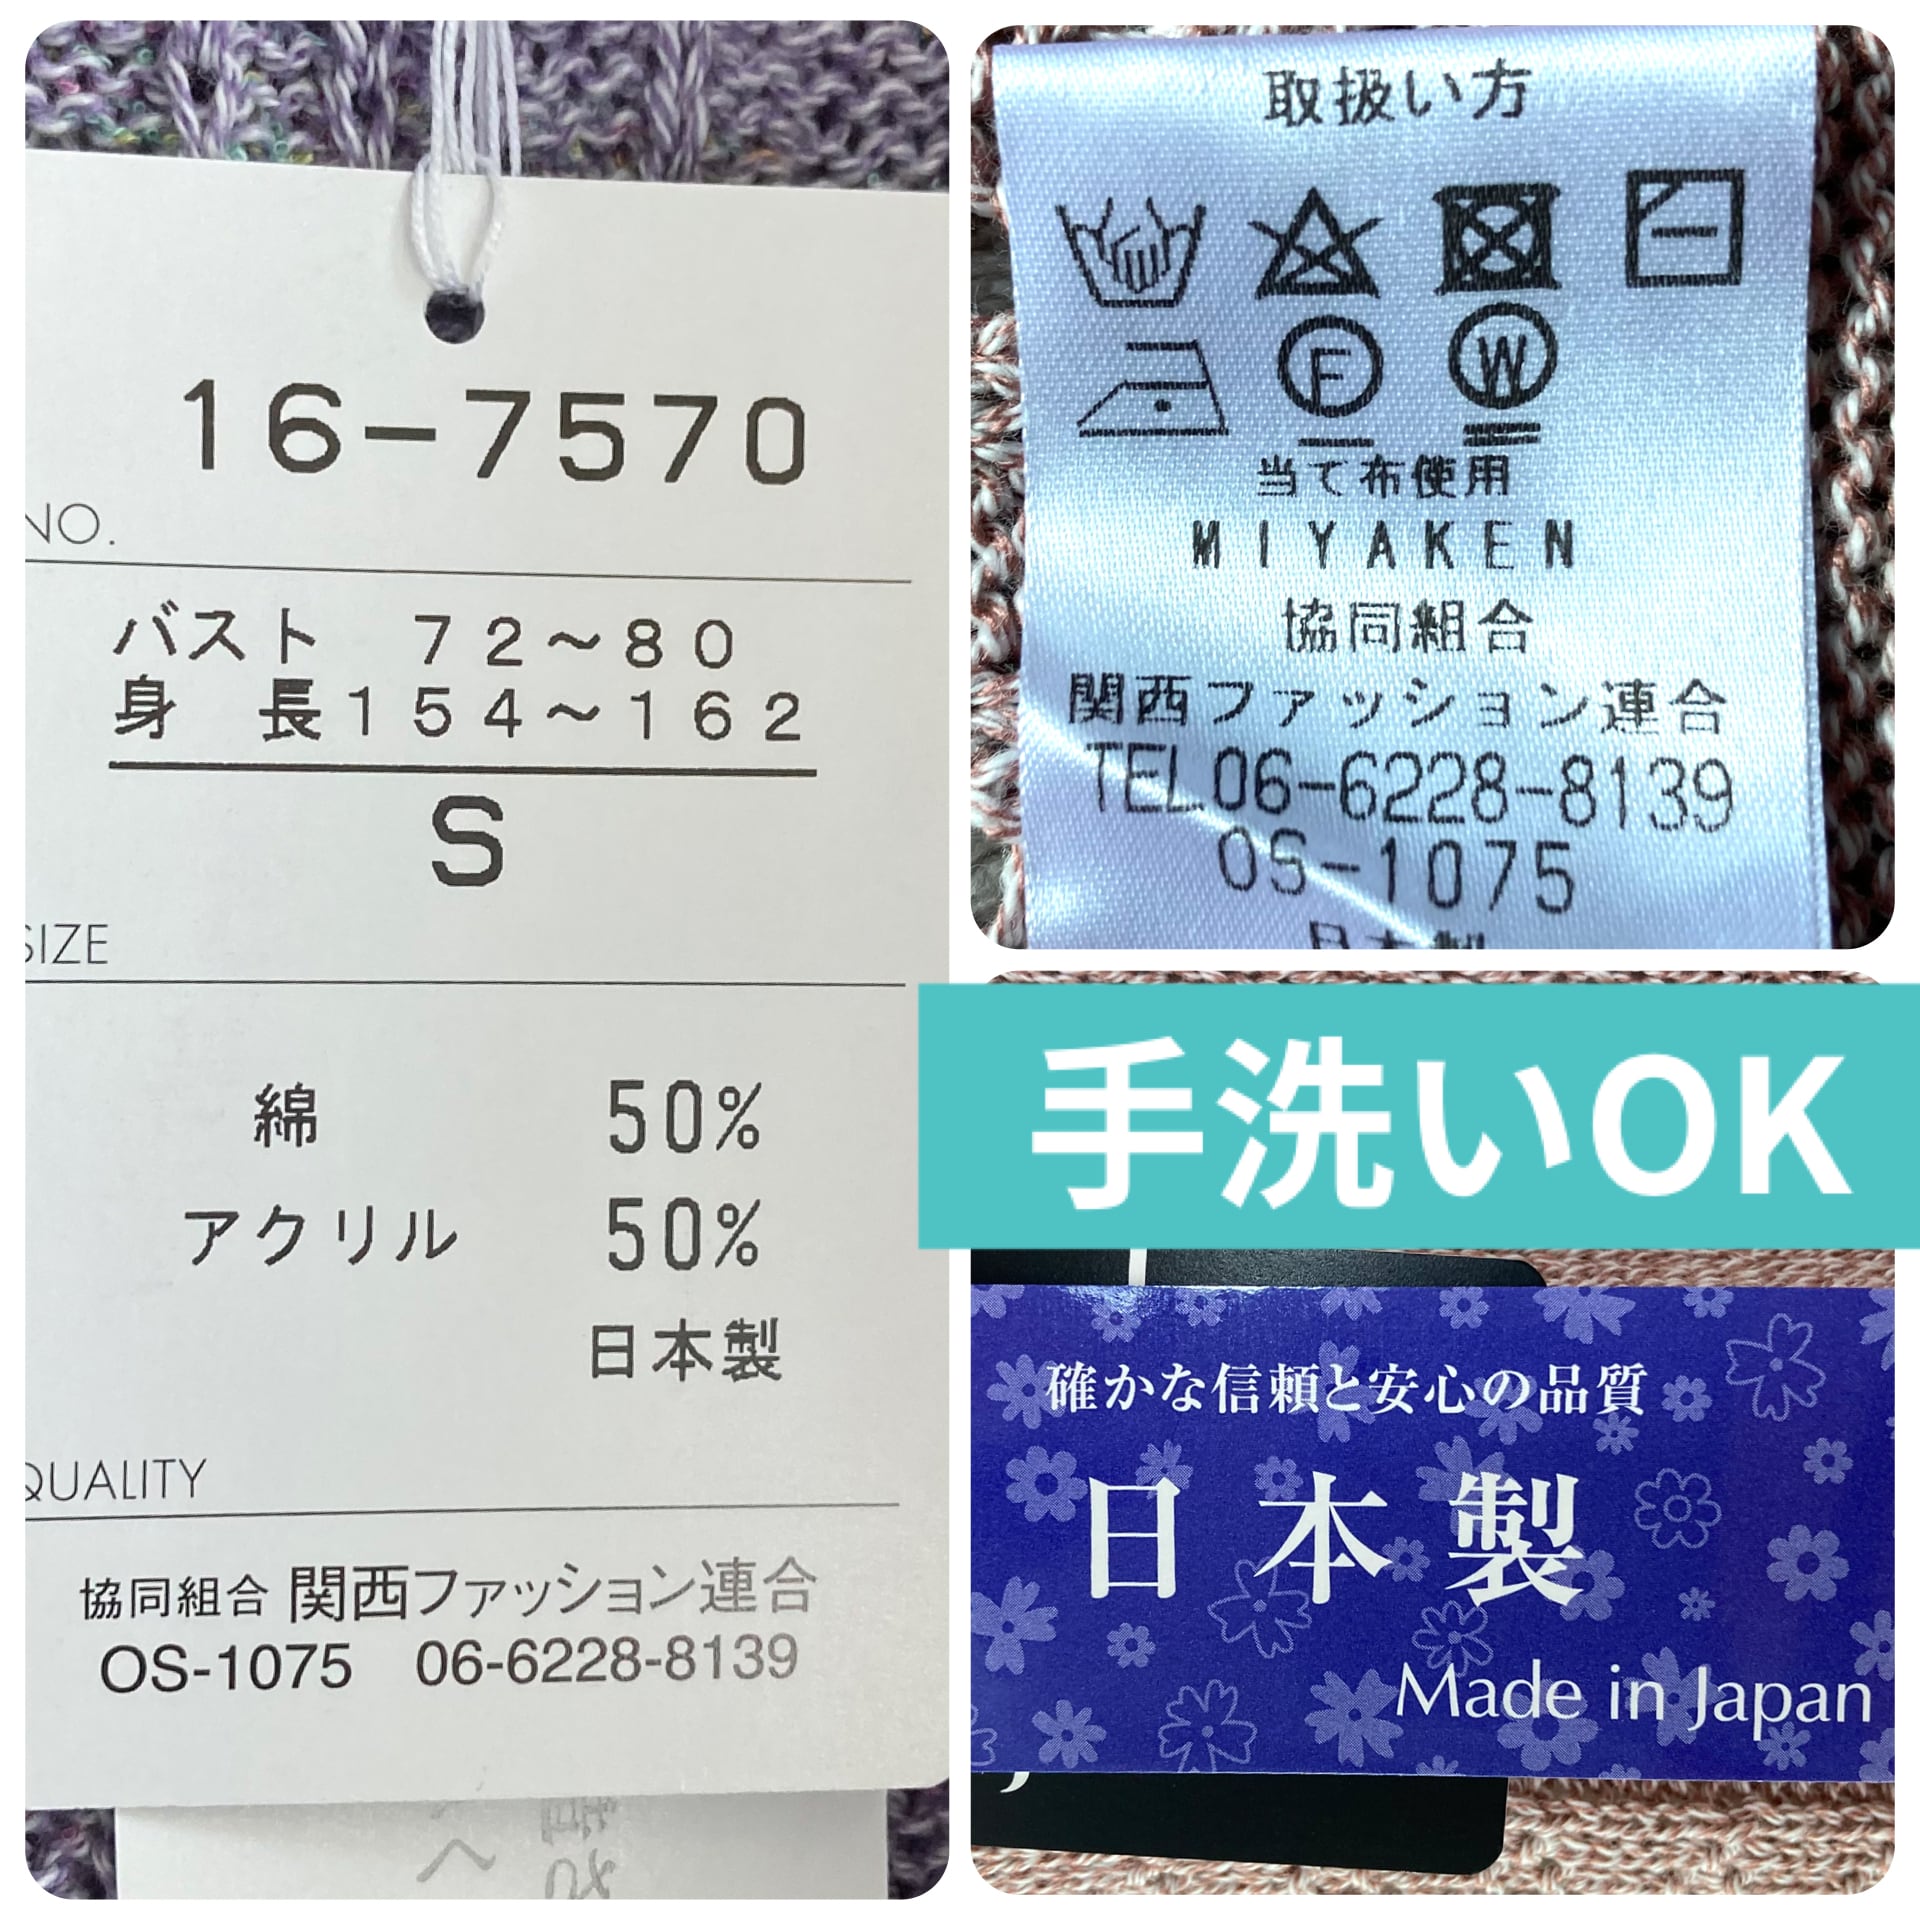 16-7570
NO.
バスト 72～80
身 長154～162
S
SIZE
綿 50%
アクリル 50%
日本製
QUALITY
協同組合 関西ファッション連合
OS-1075 06-6228-8139
取扱い方
F W
当て布使用
MIYAKEN
協同組合
関西ファッション連合
TEL06-6228-8139
OS-1075
日本製
手洗いOK
確かな信頼と安心の品質
日本製
Made in Japan